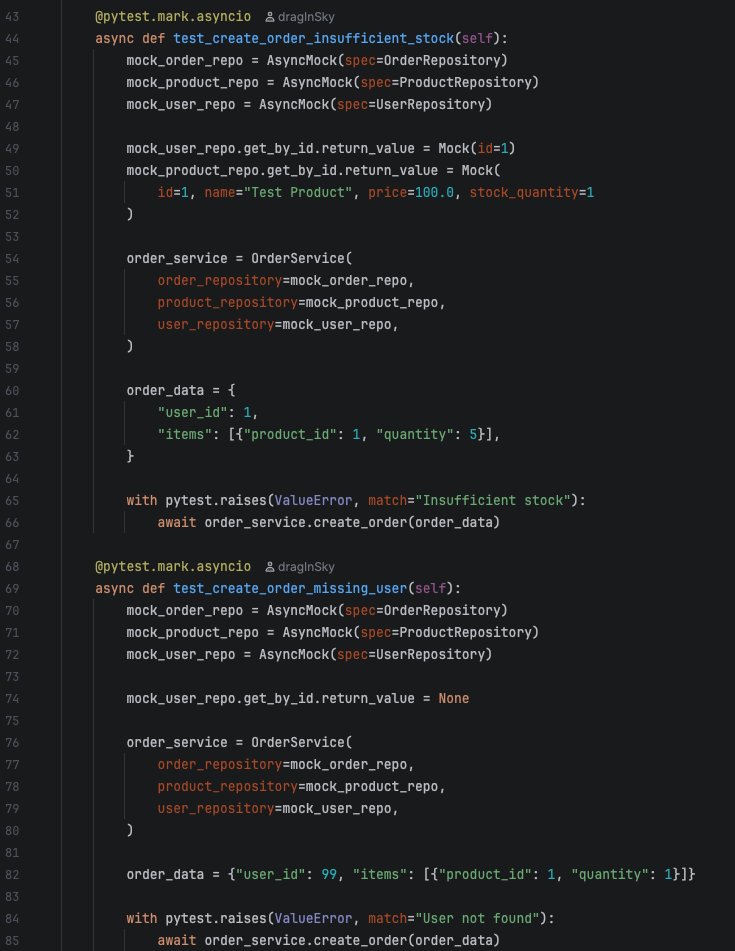 43 @pytest.mark.asyncio dragInSky
44 async def test_create_order_insufficient_stock(self):
45 mock_order_repo = AsyncMock(spec=OrderRepository)
46 mock_product_repo = AsyncMock(spec=ProductRepository)
47 mock_user_repo = AsyncMock(spec=UserRepository)
48
49 mock_user_repo.get_by_id.return_value = Mock(id=1)
50 mock_product_repo.get_by_id.return_value = Mock(
51 id=1, name="Test Product", price=100.0, stock_quantity=1
52 )
53
54 order_service = OrderService(
55 order_repository=mock_order_repo,
56 product_repository=mock_product_repo,
57 user_repository=mock_user_repo,
58 )
59
60 order_data = {
61 "user_id": 1,
62 "items": [{"product_id": 1, "quantity": 5}],
63 }
64
65 with pytest.raises(ValueError, match="Insufficient stock"):
66 await order_service.create_order(order_data)
67
68 @pytest.mark.asyncio dragInSky
69 async def test_create_order_missing_user(self):
70 mock_order_repo = AsyncMock(spec=OrderRepository)
71 mock_product_repo = AsyncMock(spec=ProductRepository)
72 mock_user_repo = AsyncMock(spec=UserRepository)
73
74 mock_user_repo.get_by_id.return_value = None
75
76 order_service = OrderService(
77 order_repository=mock_order_repo,
78 product_repository=mock_product_repo,
79 user_repository=mock_user_repo,
80 )
81
82 order_data = {"user_id": 99, "items": [{"product_id": 1, "quantity": 1}]}
83
84 with pytest.raises(ValueError, match="User not found"):
85 await order_service.create_order(order_data)